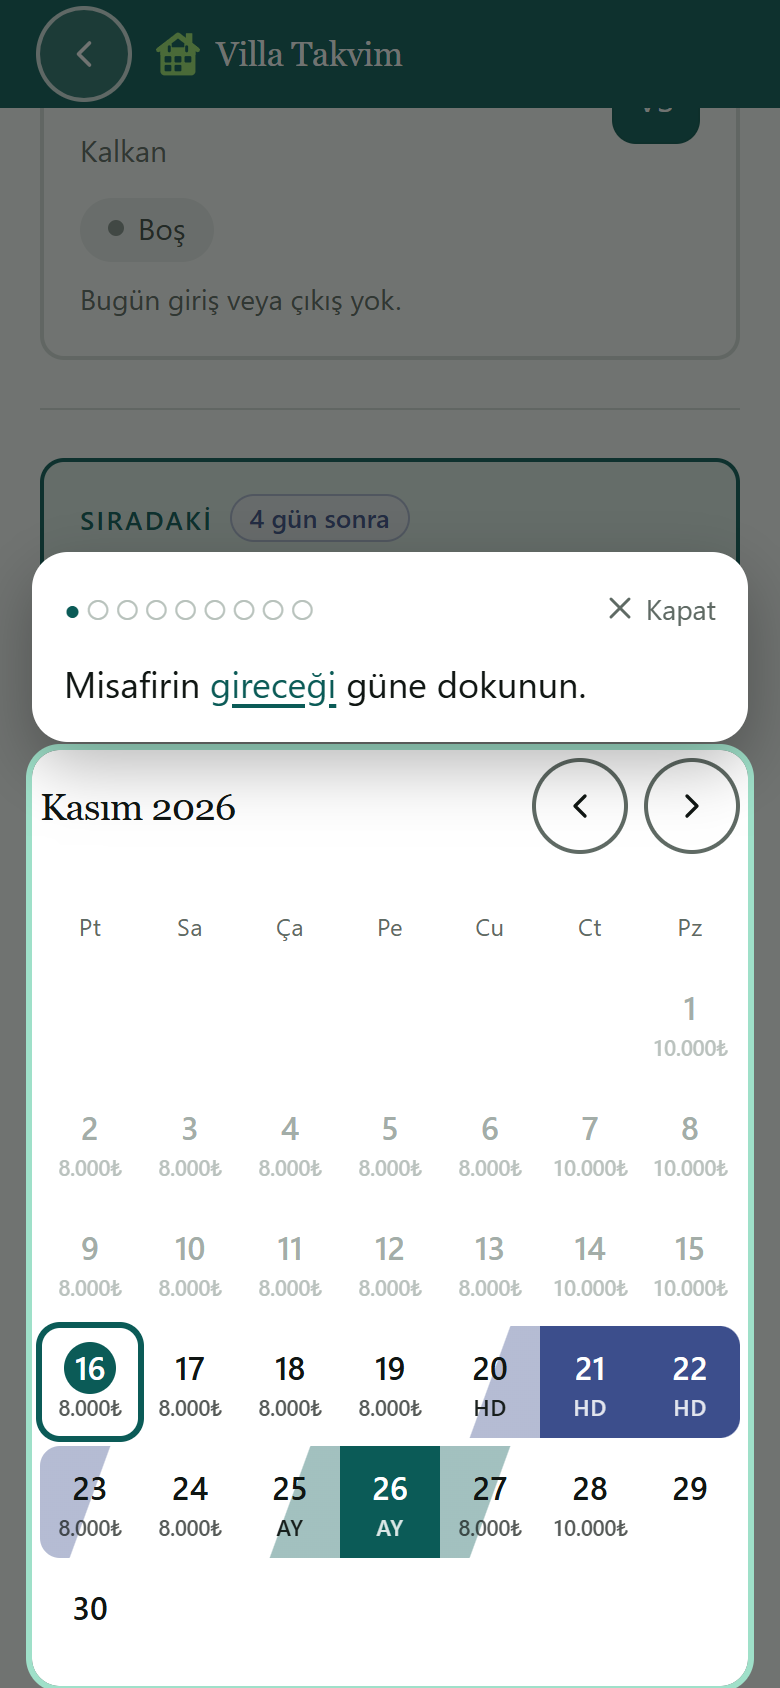 Villa Takvim
Kalkan
Boş
Bugün giriş veya çıkış yok.
SIRADAKİ 4 gün sonra
Kapat
Misafirin gireceği güne dokunun.
Kasım 2026
Pt Sa Ça Pe Cu Ct Pz
1
10.000₺
2 3 4 5 6 7 8
8.000₺ 8.000₺ 8.000₺ 8.000₺ 8.000₺ 10.000₺ 10.000₺
9 10 11 12 13 14 15
8.000₺ 8.000₺ 8.000₺ 8.000₺ 8.000₺ 10.000₺ 10.000₺
16 17 18 19 20 21 22
8.000₺ 8.000₺ 8.000₺ 8.000₺ HD HD HD
23 24 25 26 27 28 29
8.000₺ 8.000₺ AY AY 8.000₺ 10.000₺
30